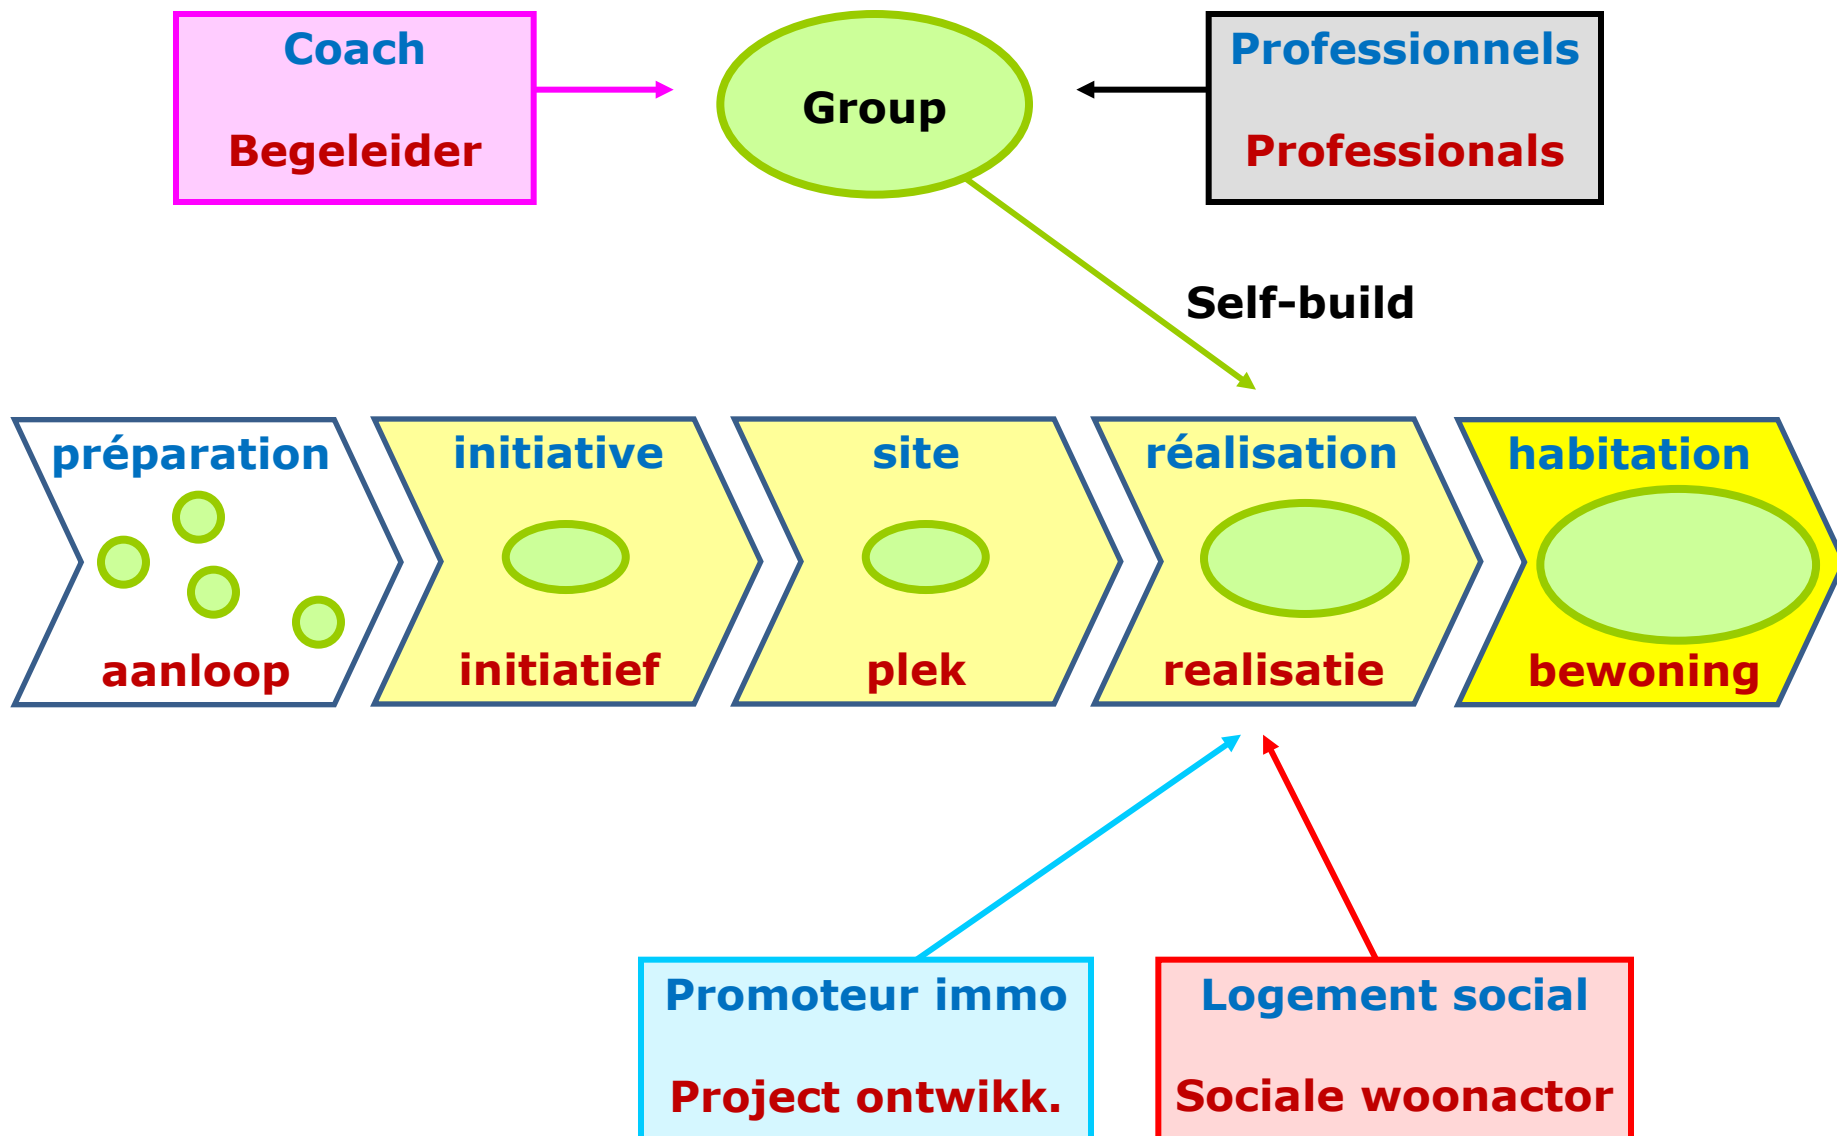 Coach
Begeleider
Group
Professionnels
Professionals
Self-build
préparation
aanloop
initiative
initiatief
site
plek
réalisation
realisatie
habitation
bewoning
Promoteur immo
Project ontwikk.
Logement social
Sociale woonactor